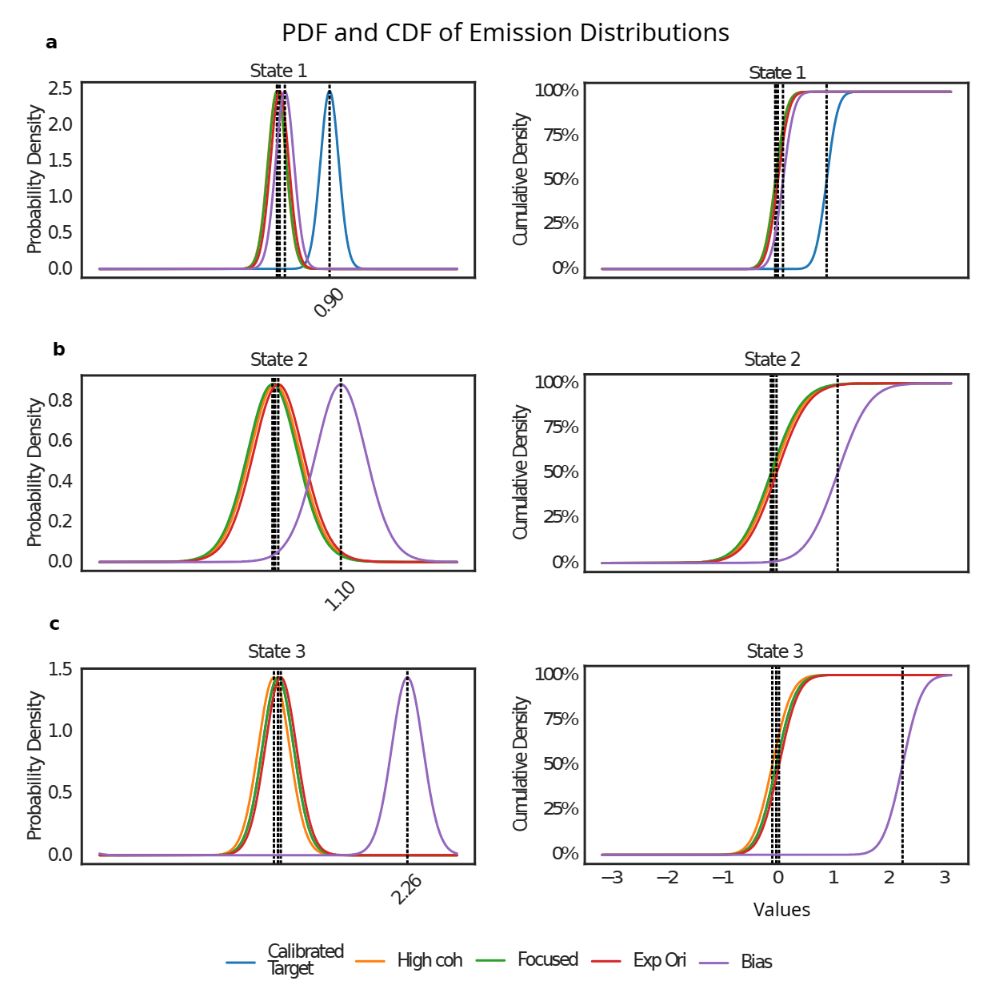 PDF and CDF of Emission Distributions
a
State 1
Probability Density
2.5
2.0
1.5
1.0
0.5
0.0
0.90
State 1
Cumulative Density
100%
75%
50%
25%
0%
b
State 2
Probability Density
0.8
0.6
0.4
0.2
0.0
1.10
State 2
Cumulative Density
100%
75%
50%
25%
0%
c
State 3
Probability Density
1.5
1.0
0.5
0.0
2.26
State 3
Cumulative Density
100%
75%
50%
25%
0%
−3 −2 −1 0 1 2 3
Values
Calibrated
Target
High coh
Focused
Exp Ori
Bias